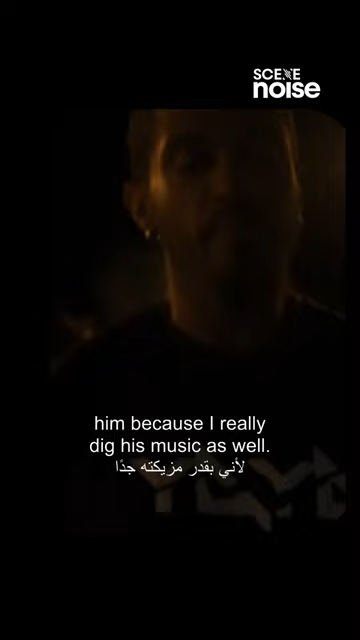 SCENE
noise
him because I really
dig his music as well.
لأني بقدر مزيكته جدًا